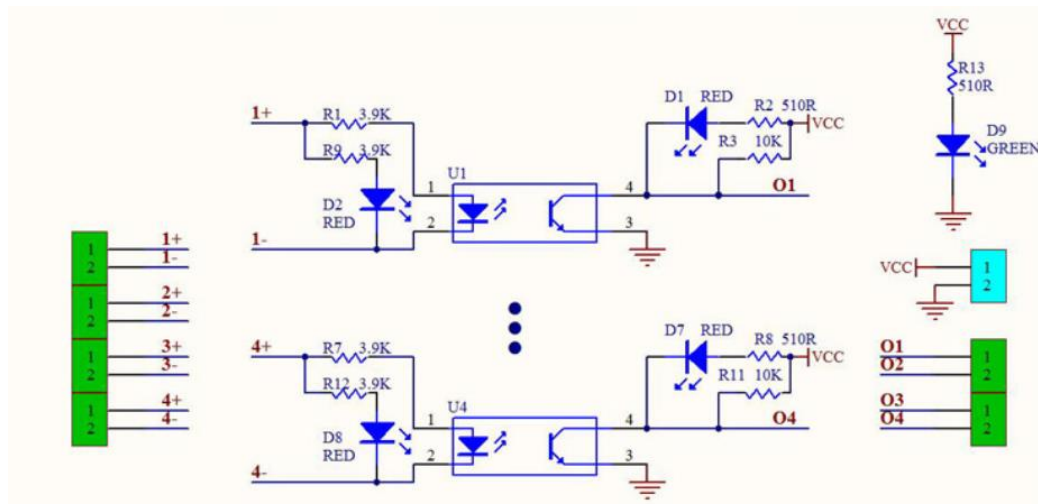 VCC
R13
510R
D9
GREEN
1+ R1 3.9K
R9 3.9K
D2
RED
1-
U1
1
2
4
3
D1 RED R2 510R
VCC
R3 10K
O1
1 1+
2 1-
1 2+
2 2-
1 3+
2 3-
1 4+
2 4-
4+ R7 3.9K
R12 3.9K
D8
RED
4-
U4
1
2
4
3
D7 RED R8 510R
VCC
R11 10K
O4
VCC 1
2
O1 1
O2 2
O3 1
O4 2